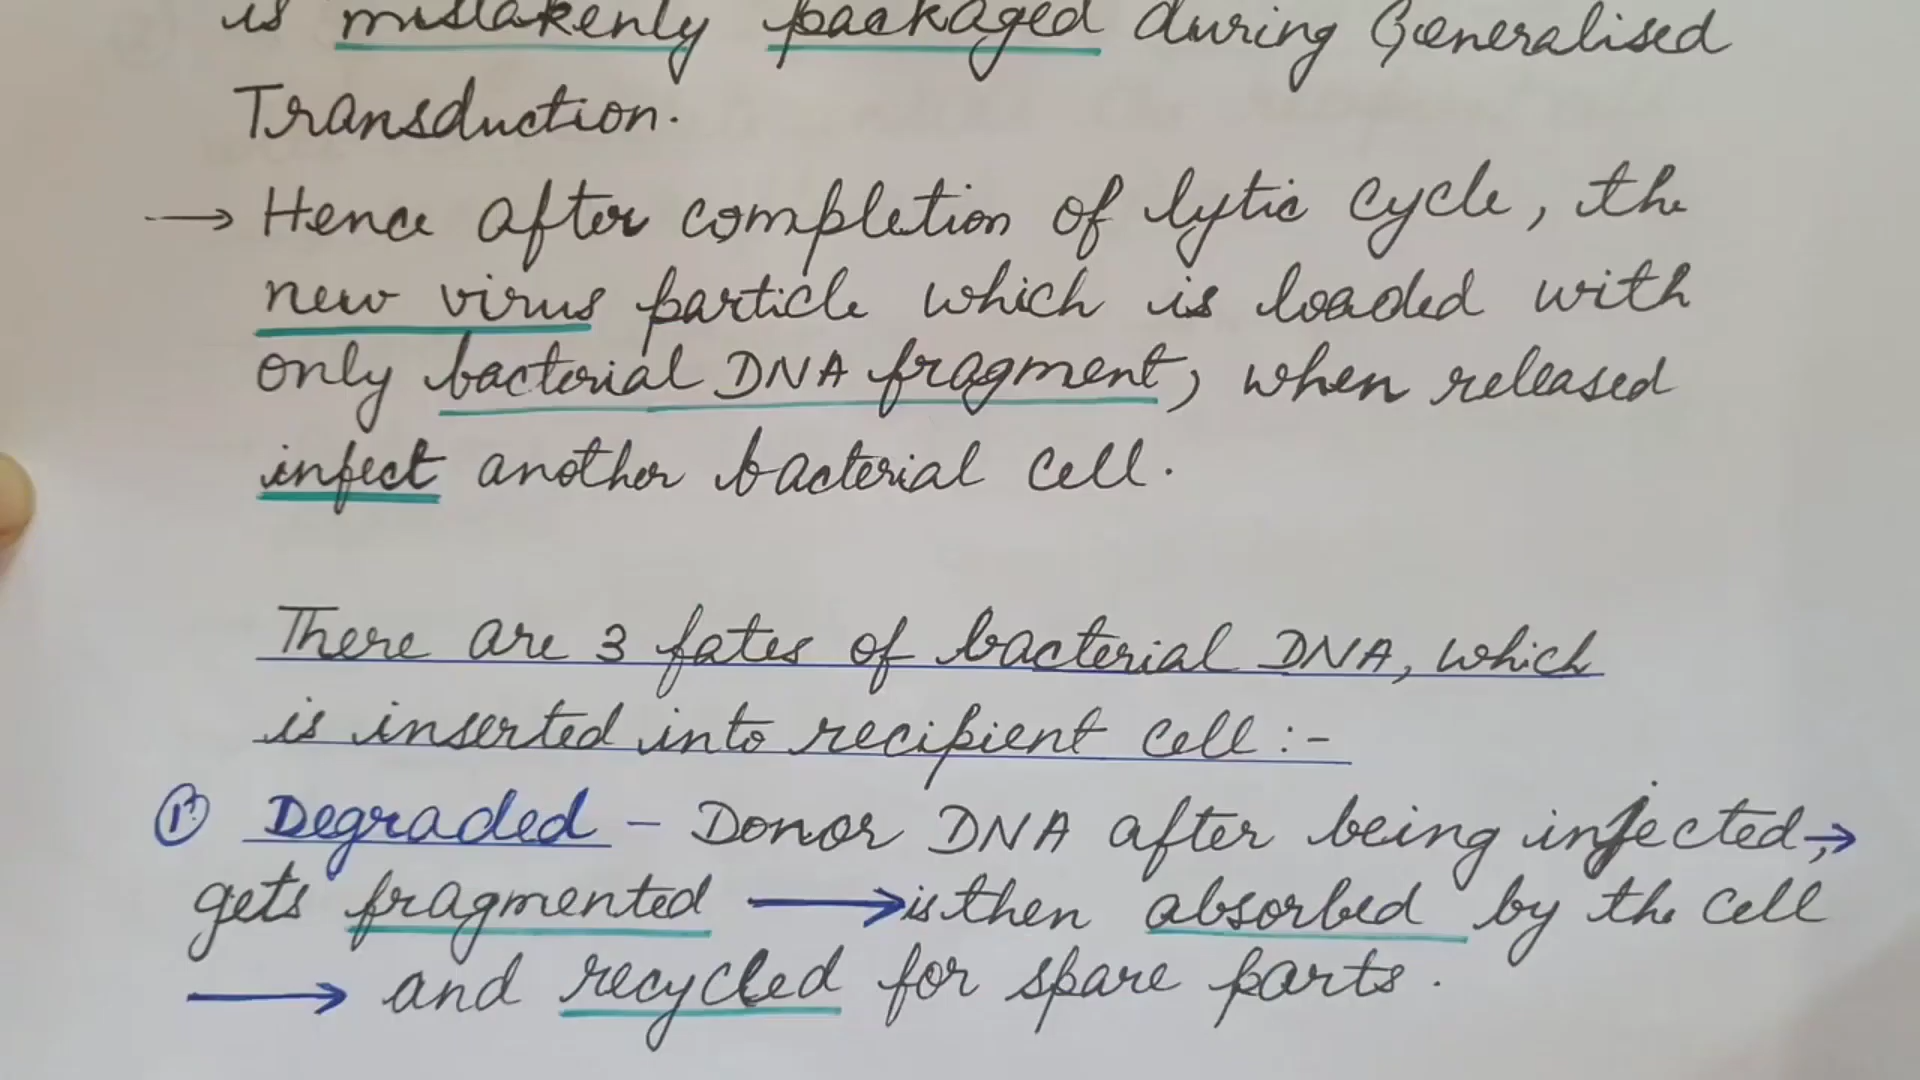 is mistakenly packaged during Generalised
Transduction.
→ Hence after completion of lytic cycle, the
new virus particle which is loaded with
only bacterial DNA fragment, when released
infect another bacterial cell.
There are 3 fates of bacterial DNA, which
is inserted into recipient cell :-
① Degraded - Donor DNA after being injected, →
gets fragmented → is then absorbed by the cell
→ and recycled for spare parts.